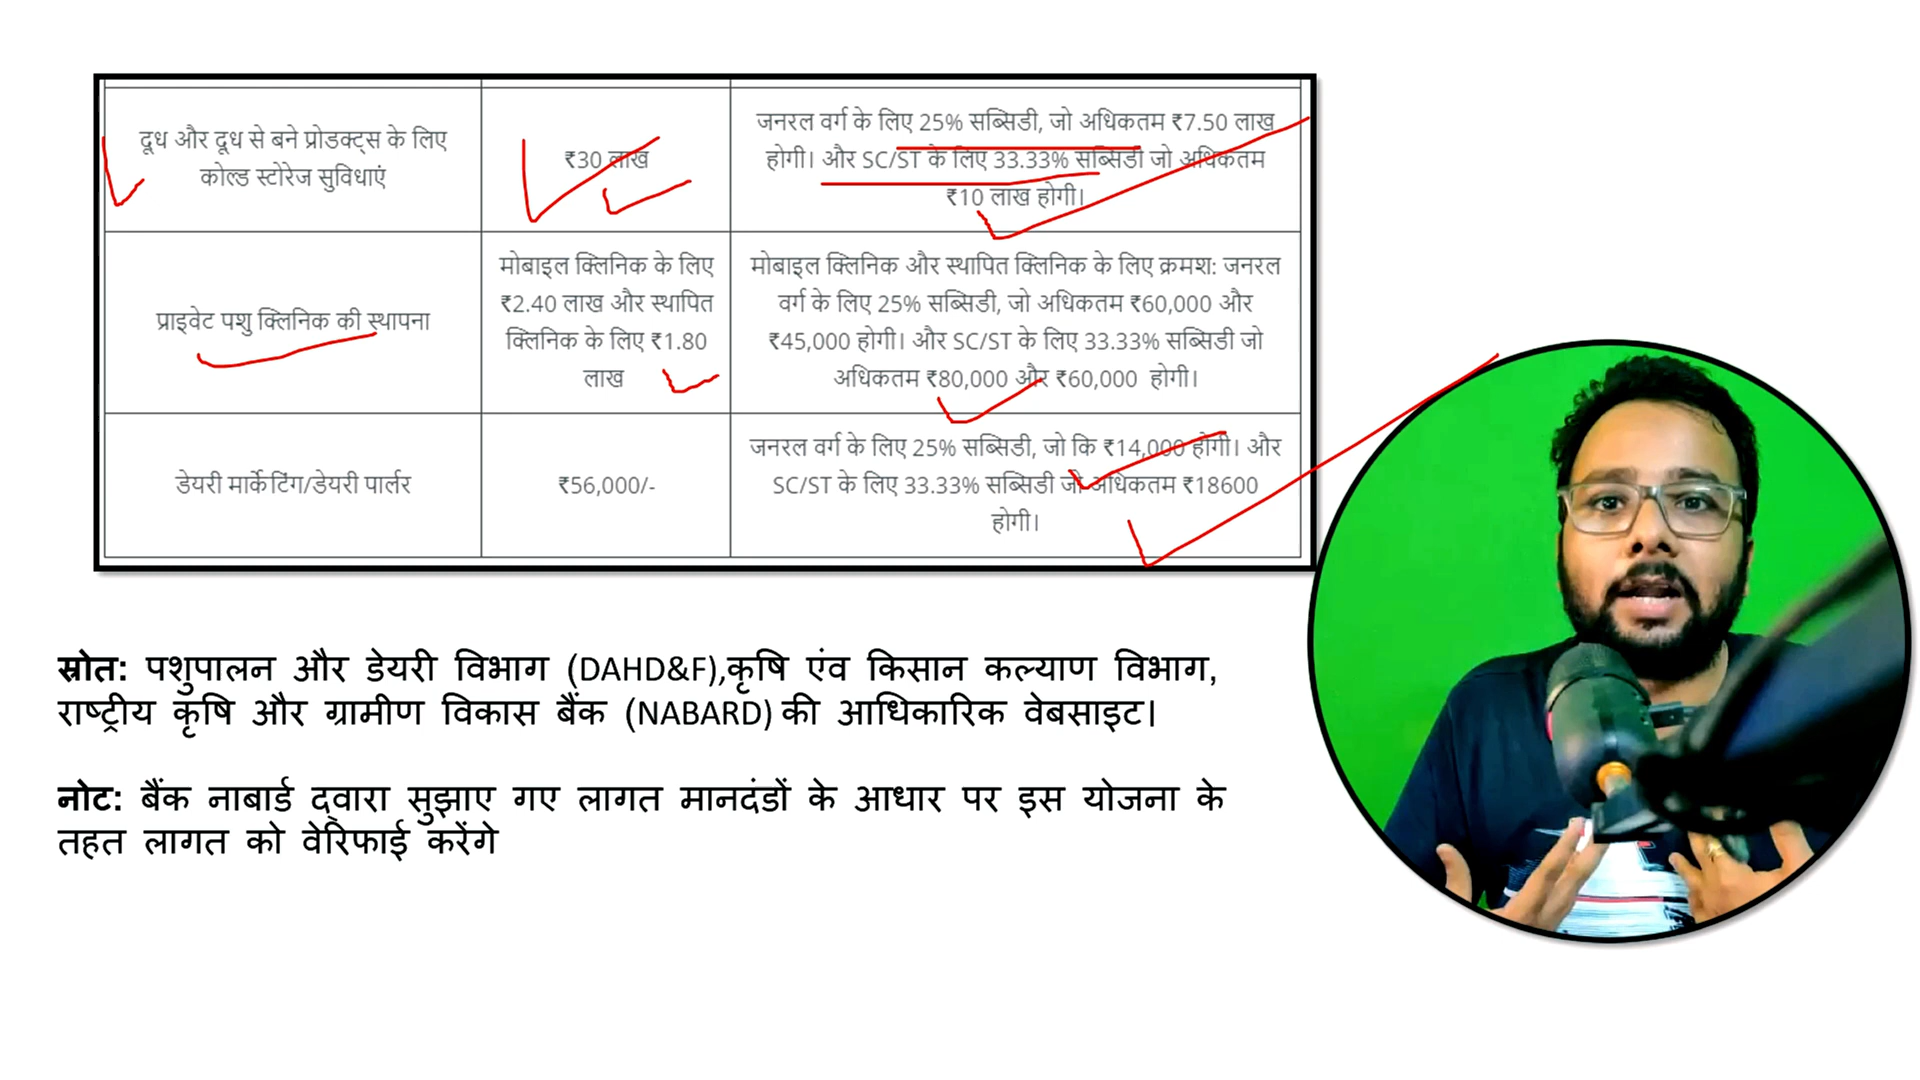 दूध और दूध से बने प्रोडक्ट्स के लिए
कोल्ड स्टोरेज सुविधाएं
₹30 लाख
जनरल वर्ग के लिए 25% सब्सिडी, जो अधिकतम ₹7.50 लाख
होगी। और SC/ST के लिए 33.33% सब्सिडी जो अधिकतम
₹10 लाख होगी।
प्राइवेट पशु क्लिनिक की स्थापना
मोबाइल क्लिनिक के लिए
₹2.40 लाख और स्थापित
क्लिनिक के लिए ₹1.80
लाख
मोबाइल क्लिनिक और स्थापित क्लिनिक के लिए क्रमश: जनरल
वर्ग के लिए 25% सब्सिडी, जो अधिकतम ₹60,000 और
₹45,000 होगी। और SC/ST के लिए 33.33% सब्सिडी जो
अधिकतम ₹80,000 और ₹60,000 होगी।
डेयरी मार्केटिंग/डेयरी पार्लर
₹56,000/-
जनरल वर्ग के लिए 25% सब्सिडी, जो कि ₹14,000 होगी। और
SC/ST के लिए 33.33% सब्सिडी जो अधिकतम ₹18600
होगी।
स्रोत: पशुपालन और डेयरी विभाग (DAHD&F),कृषि एंव किसान कल्याण विभाग,
राष्ट्रीय कृषि और ग्रामीण विकास बैंक (NABARD) की आधिकारिक वेबसाइट।
नोट: बैंक नाबार्ड द्वारा सुझाए गए लागत मानदंडों के आधार पर इस योजना के
तहत लागत को वेरिफाई करेंगे